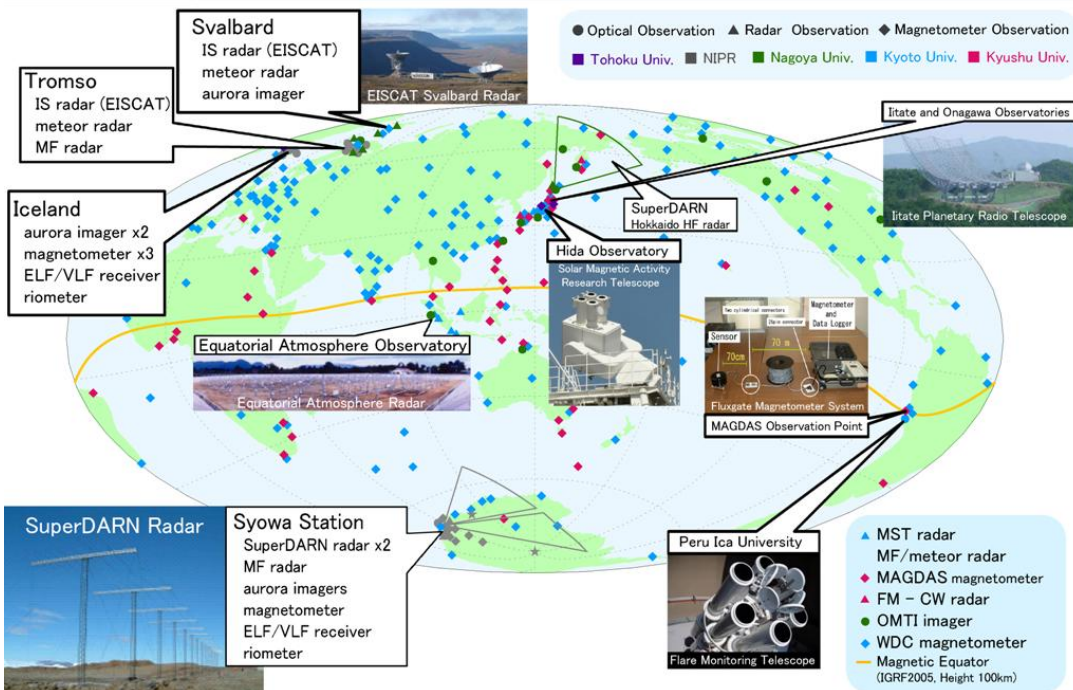 Optical Observation Radar Observation Magnetometer Observation
Tohoku Univ. NIPR Nagoya Univ. Kyoto Univ. Kyushu Univ.
Svalbard
IS radar (EISCAT)
meteor radar
aurora imager
EISCAT Svalbard Radar
Tromso
IS radar (EISCAT)
meteor radar
MF radar
Iceland
aurora imager x2
magnetometer x3
ELF/VLF receiver
riometer
Iitate and Onagawa Observatories
Iitate Planetary Radio Telescope
SuperDARN
Hokkaido HF radar
Hida Observatory
Solar Magnetic Activity
Research Telescope
Equatorial Atmosphere Observatory
Equatorial Atmosphere Radar
Two cylindrical connectors
Magnetometer
and
Data Logger
Sensor
70 m
70cm
Fluxgate Magnetometer System
MAGDAS Observation Point
SuperDARN Radar
Syowa Station
SuperDARN radar x2
MF radar
aurora imagers
magnetometer
ELF/VLF receiver
riometer
Peru Ica University
Flare Monitoring Telescope
MST radar
MF/meteor radar
MAGDAS magnetometer
FM - CW radar
OMTI imager
WDC magnetometer
Magnetic Equator
(IGRF2005, Height 100km)